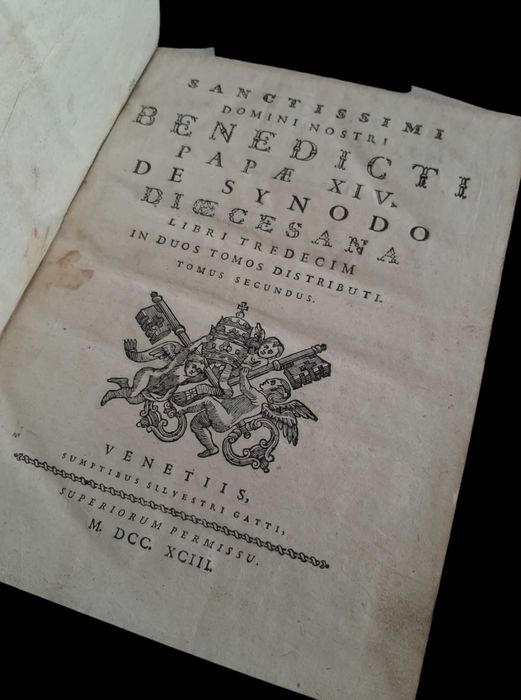 SANCTISSIMI
DOMINI NOSTRI
BENEDICTI
PAPÆ XIV.
DE SYNODO
DIŒCESANA
LIBRI TREDECIM
IN DUOS TOMOS DISTRIBUTI.
TOMUS SECUNDUS.
VENETIIS,
SUMPTIBUS SILVESTRI GATTI,
SUPERIORUM PERMISSU.
M. DCC. XCIII.